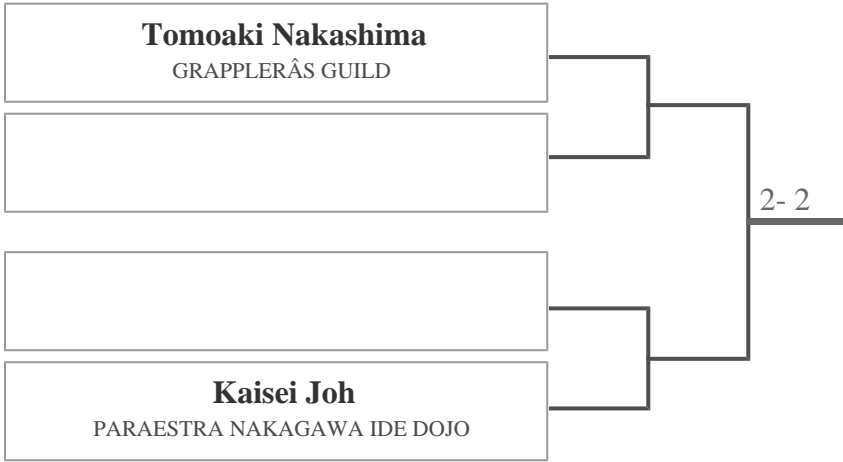 Tomoaki Nakashima
GRAPPLERÂS GUILD
2- 2
Kaisei Joh
PARAESTRA NAKAGAWA IDE DOJO